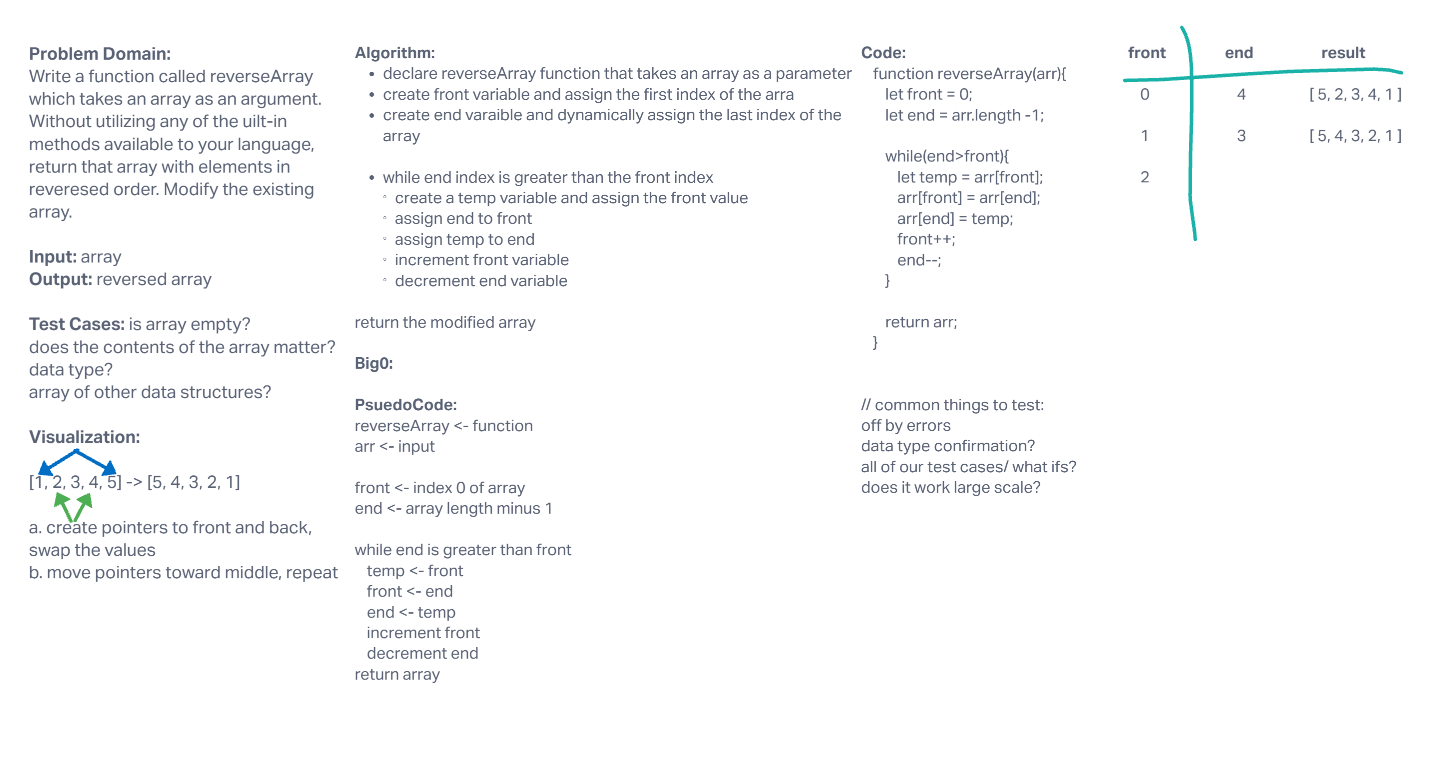 Problem Domain:
Write a function called reverseArray
which takes an array as an argument.
Without utilizing any of the uilt-in
methods available to your language,
return that array with elements in
reveresed order. Modify the existing
array.
Input: array
Output: reversed array
Test Cases: is array empty?
does the contents of the array matter?
data type?
array of other data structures?
Visualization:
[1, 2, 3, 4, 5] -> [5, 4, 3, 2, 1]
a. create pointers to front and back,
swap the values
b. move pointers toward middle, repeat
Algorithm:
• declare reverseArray function that takes an array as a parameter
• create front variable and assign the first index of the arra
• create end varaible and dynamically assign the last index of the
array
• while end index is greater than the front index
◦ create a temp variable and assign the front value
◦ assign end to front
◦ assign temp to end
◦ increment front variable
◦ decrement end variable
return the modified array
Big0:
PsuedoCode:
reverseArray <- function
arr <- input
front <- index 0 of array
end <- array length minus 1
while end is greater than front
temp <- front
front <- end
end <- temp
increment front
decrement end
return array
Code:
function reverseArray(arr){
let front = 0;
let end = arr.length -1;
while(end>front){
let temp = arr[front];
arr[front] = arr[end];
arr[end] = temp;
front++;
end--;
}
return arr;
}
// common things to test:
off by errors
data type confirmation?
all of our test cases/ what ifs?
does it work large scale?
front end result
0 4 [ 5, 2, 3, 4, 1 ]
1 3 [ 5, 4, 3, 2, 1 ]
2